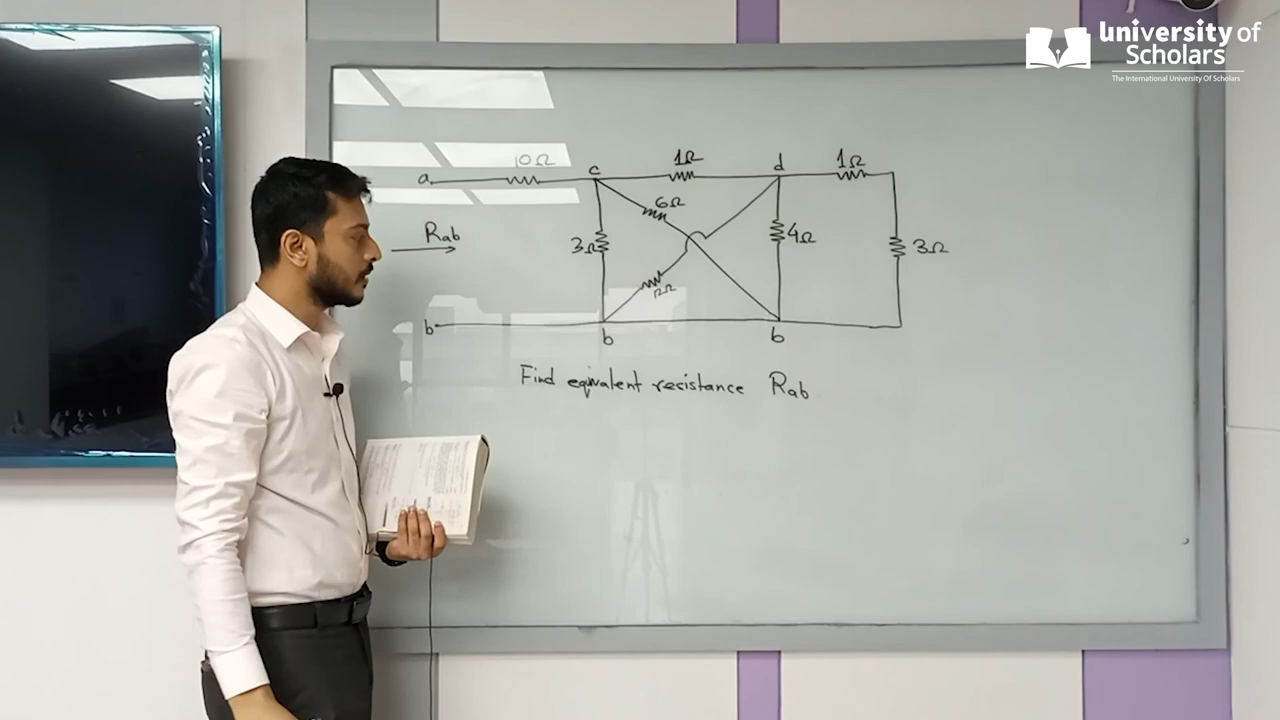 University of
Scholars
The International University Of Scholars
10Ω
c
1Ω
d
1Ω
a
6Ω
Rab
3Ω
4Ω
3Ω
12Ω
b
b
b
Find equivalent resistance Rab